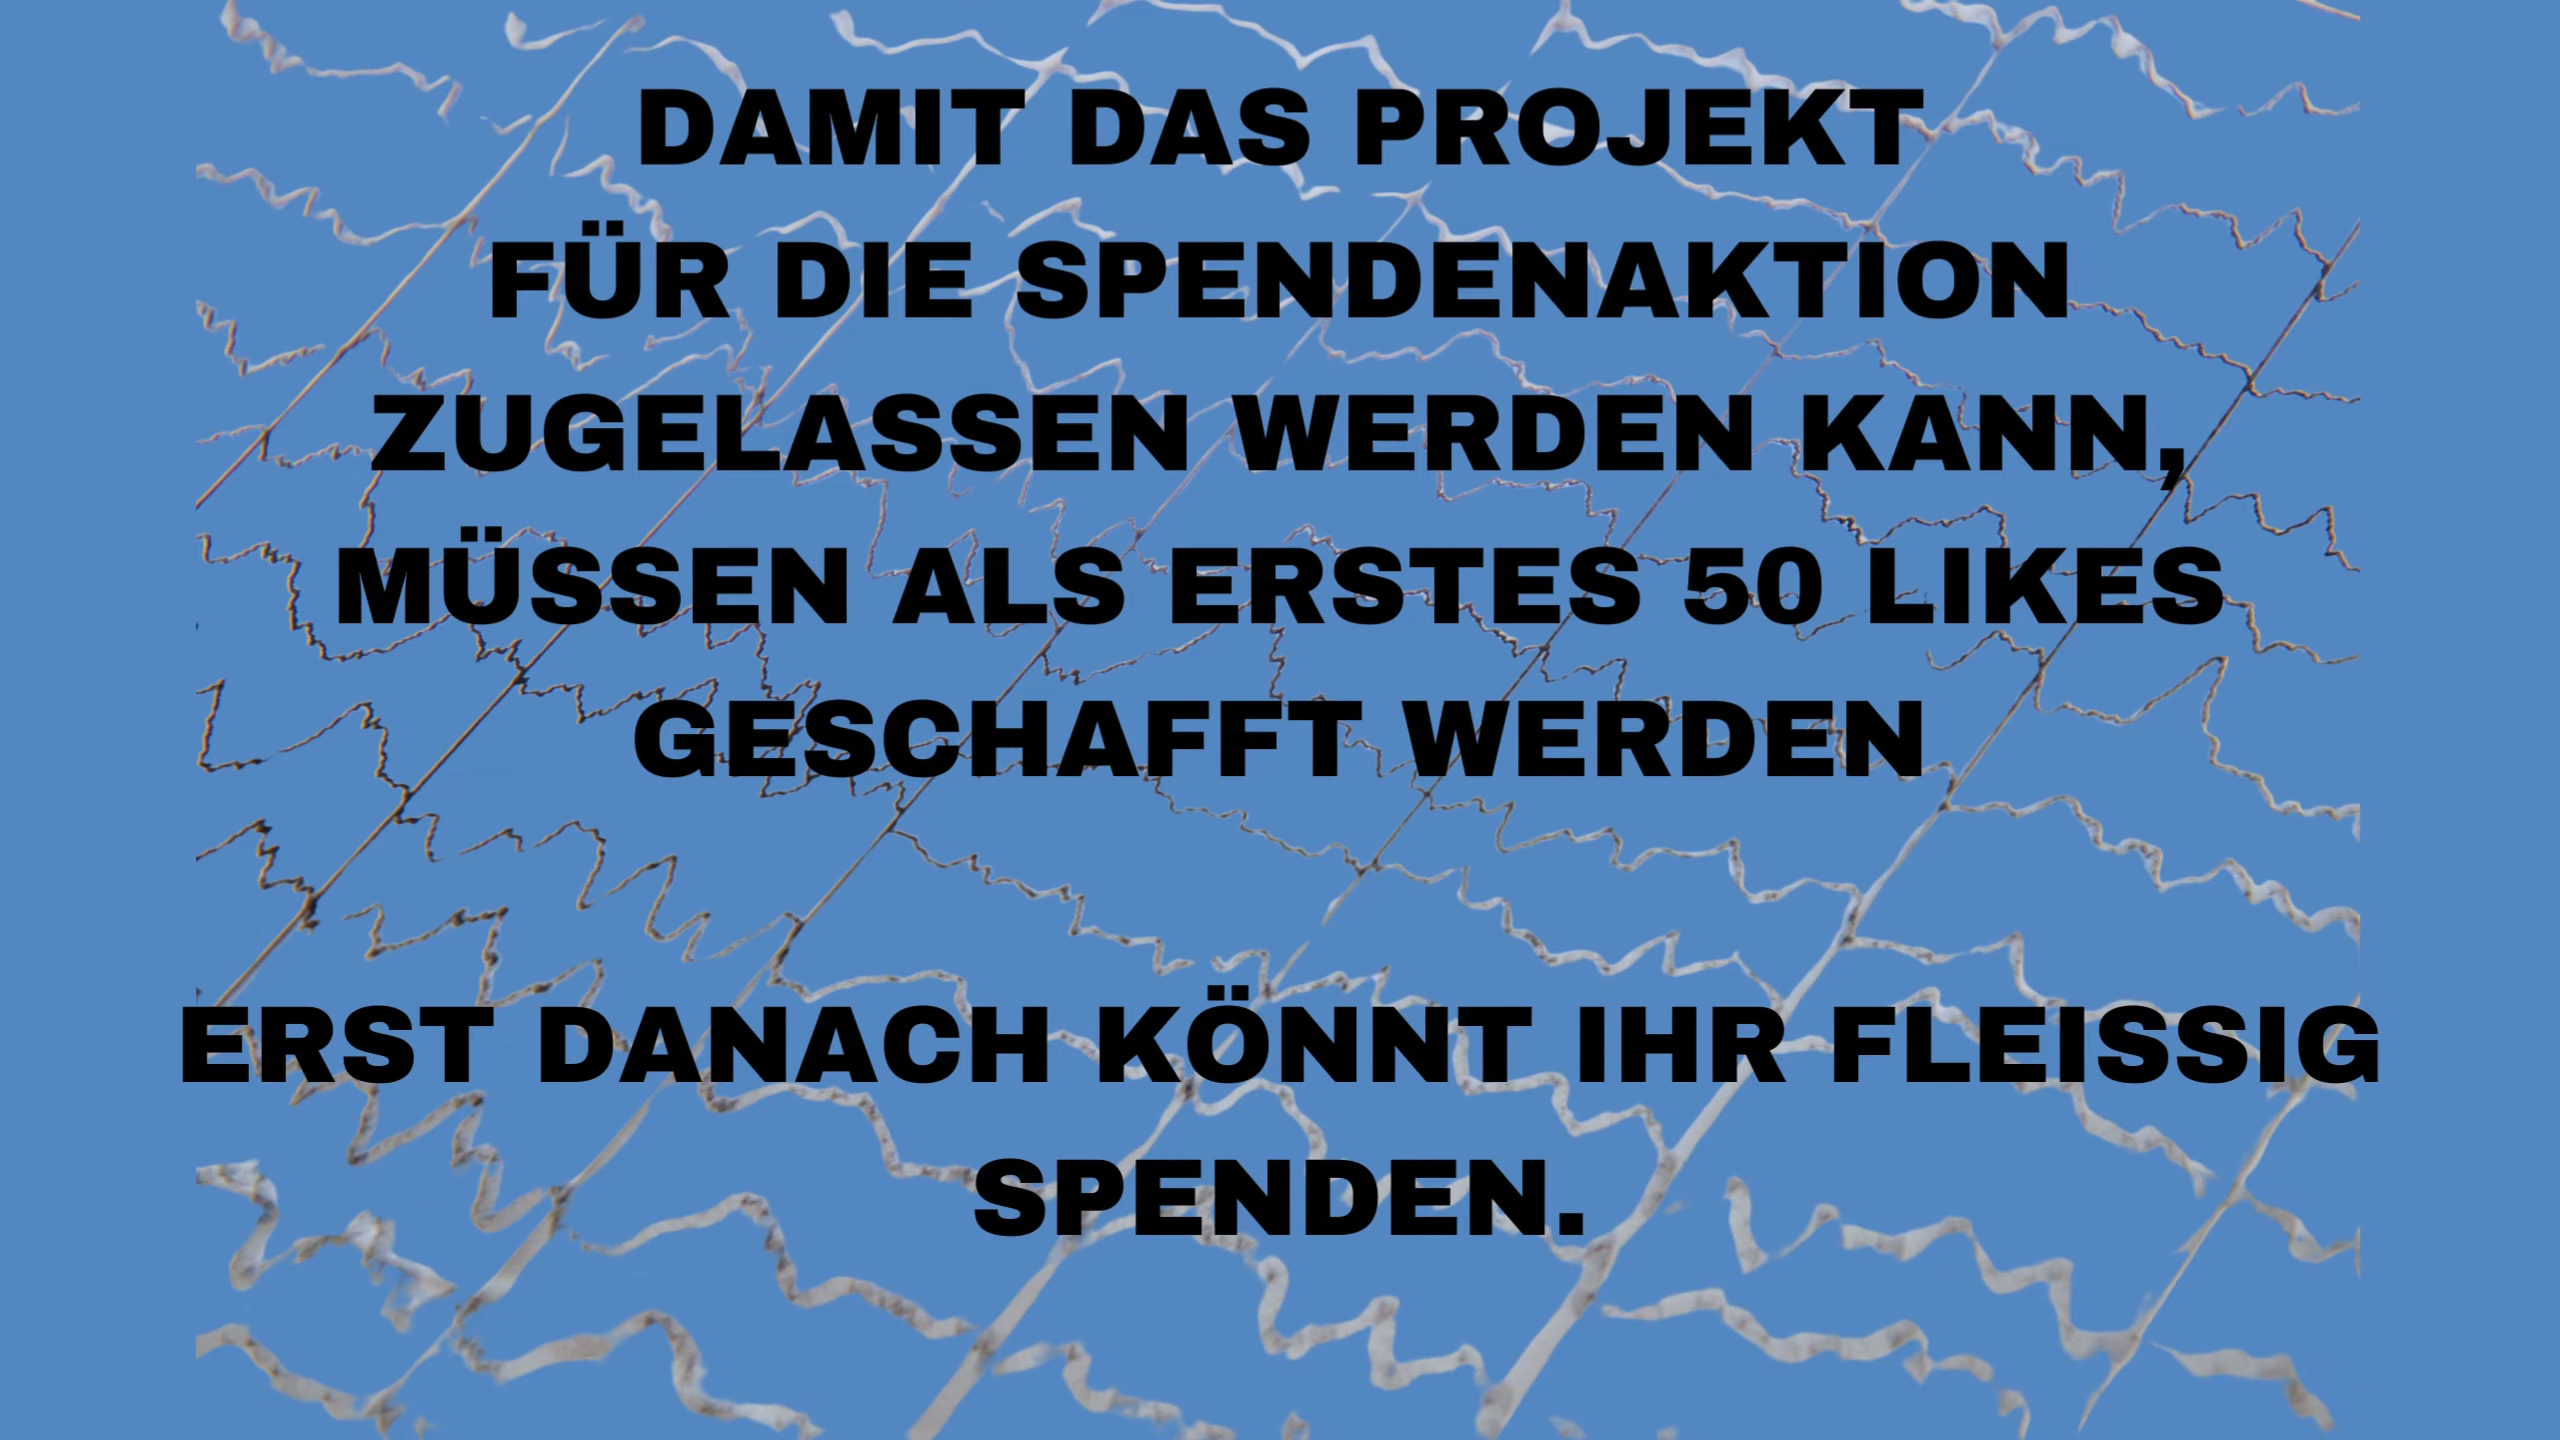 DAMIT DAS PROJEKT
FÜR DIE SPENDENAKTION
ZUGELASSEN WERDEN KANN,
MÜSSEN ALS ERSTES 50 LIKES
GESCHAFFT WERDEN
ERST DANACH KÖNNT IHR FLEISSIG
SPENDEN.